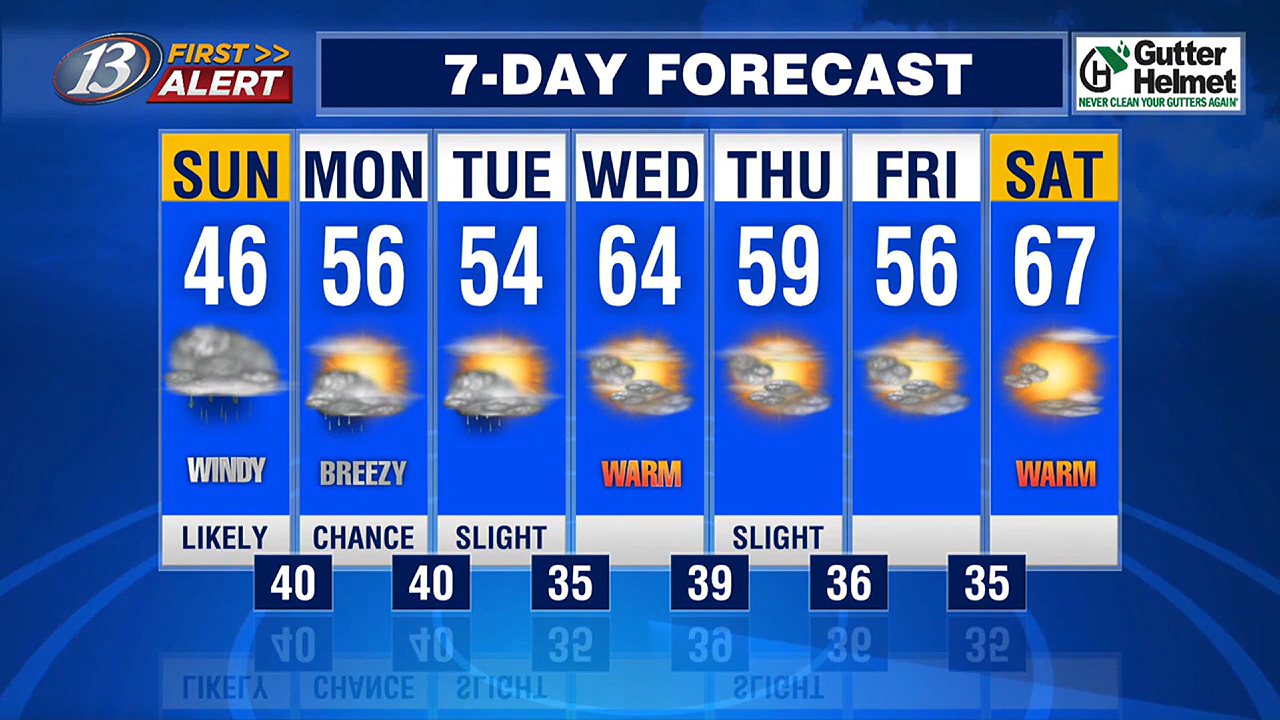 13 FIRST >>
ALERT
7-DAY FORECAST
H Gutter
Helmet
NEVER CLEAN YOUR GUTTERS AGAIN®
SUN MON TUE WED THU FRI SAT
46 56 54 64 59 56 67
WINDY BREEZY WARM WARM
LIKELY CHANCE SLIGHT SLIGHT
40 40 35 39 36 35